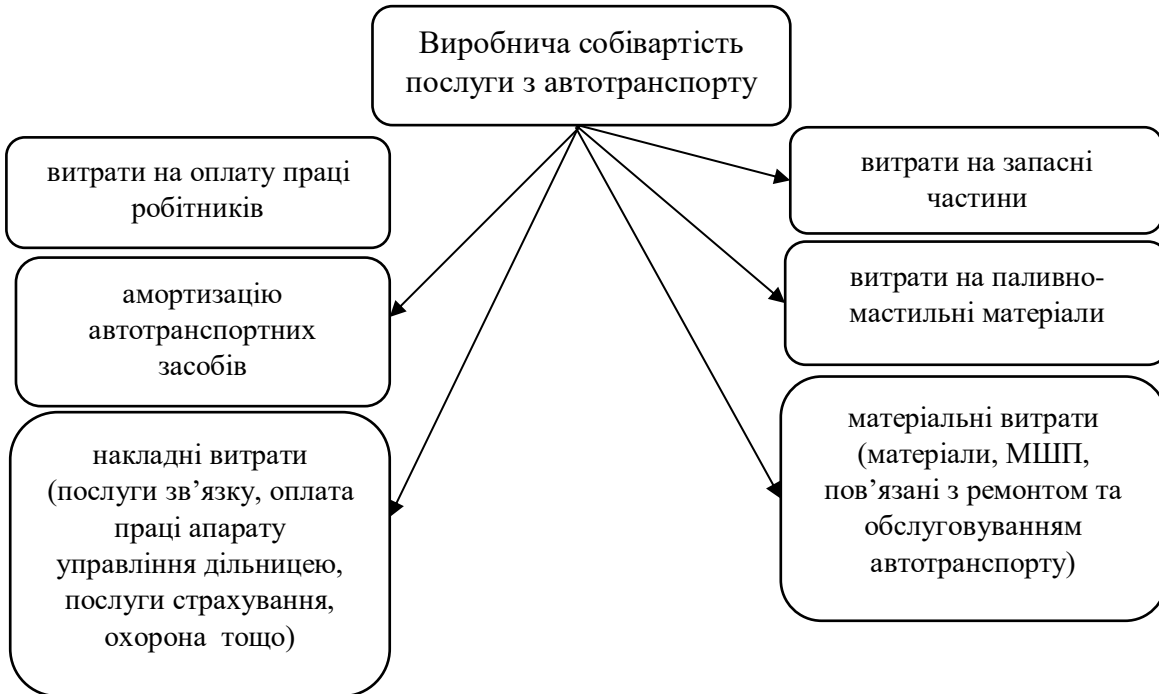 Виробнича собівартість
послуги з автотранспорту
витрати на оплату праці
робітників
амортизацію
автотранспортних
засобів
накладні витрати
(послуги зв’язку, оплата
праці апарату
управління дільницею,
послуги страхування,
охорона тощо)
витрати на запасні
частини
витрати на паливно-
мастильні матеріали
матеріальні витрати
(матеріали, МШП,
пов’язані з ремонтом та
обслуговуванням
автотранспорту)